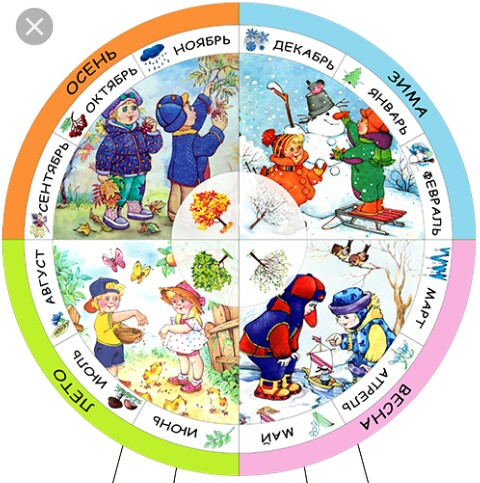 ЗИМА
ДЕКАБРЬ
ЯНВАРЬ
ФЕВРАЛЬ
ВЕСНА
МАРТ
АПРЕЛЬ
МАЙ
ЛЕТО
ИЮНЬ
ИЮЛЬ
АВГУСТ
ОСЕНЬ
СЕНТЯБРЬ
ОКТЯБРЬ
НОЯБРЬ